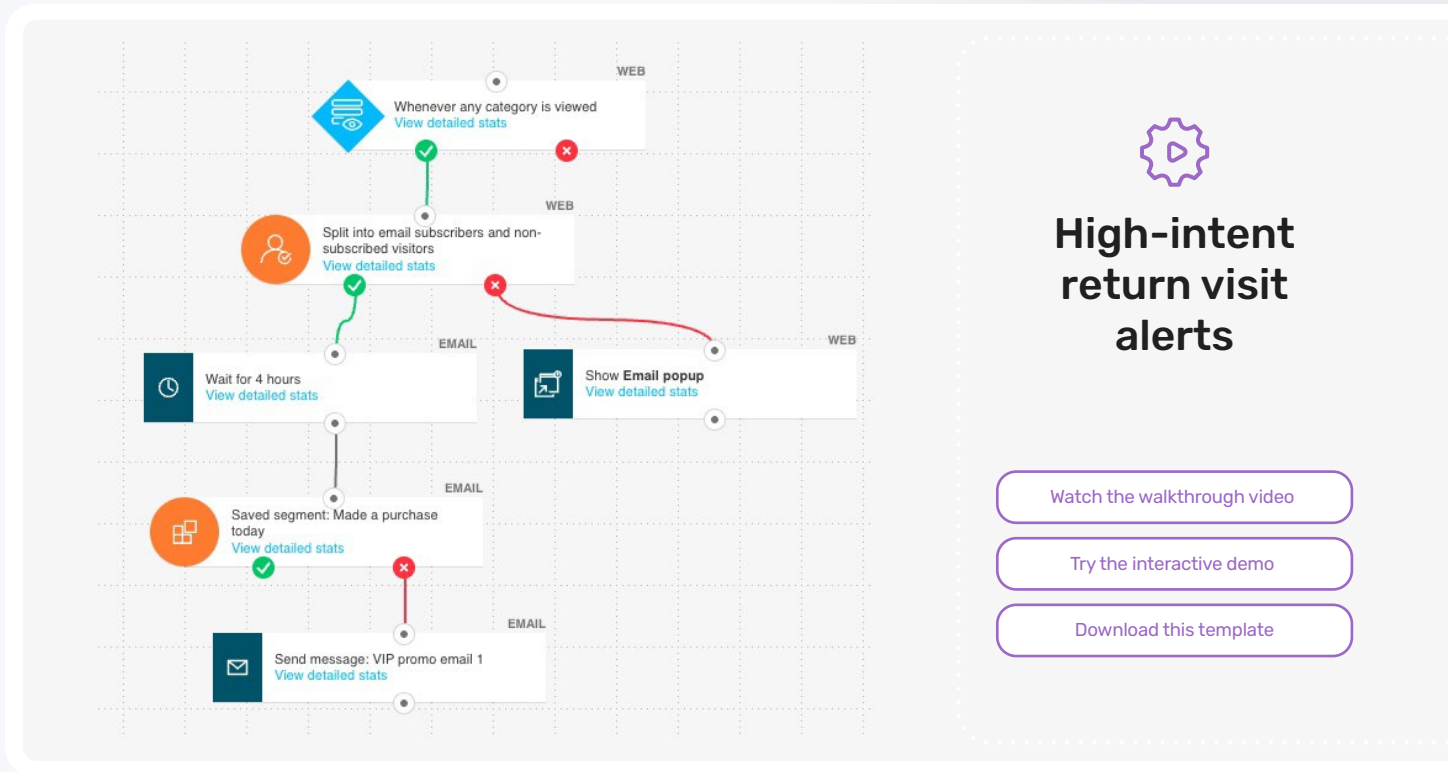 WEB
Whenever any category is viewed
View detailed stats
WEB
Split into email subscribers and non-
subscribed visitors
View detailed stats
EMAIL
Wait for 4 hours
View detailed stats
WEB
Show Email popup
View detailed stats
EMAIL
Saved segment: Made a purchase
today
View detailed stats
EMAIL
Send message: VIP promo email 1
View detailed stats
High-intent
return visit
alerts
Watch the walkthrough video
Try the interactive demo
Download this template